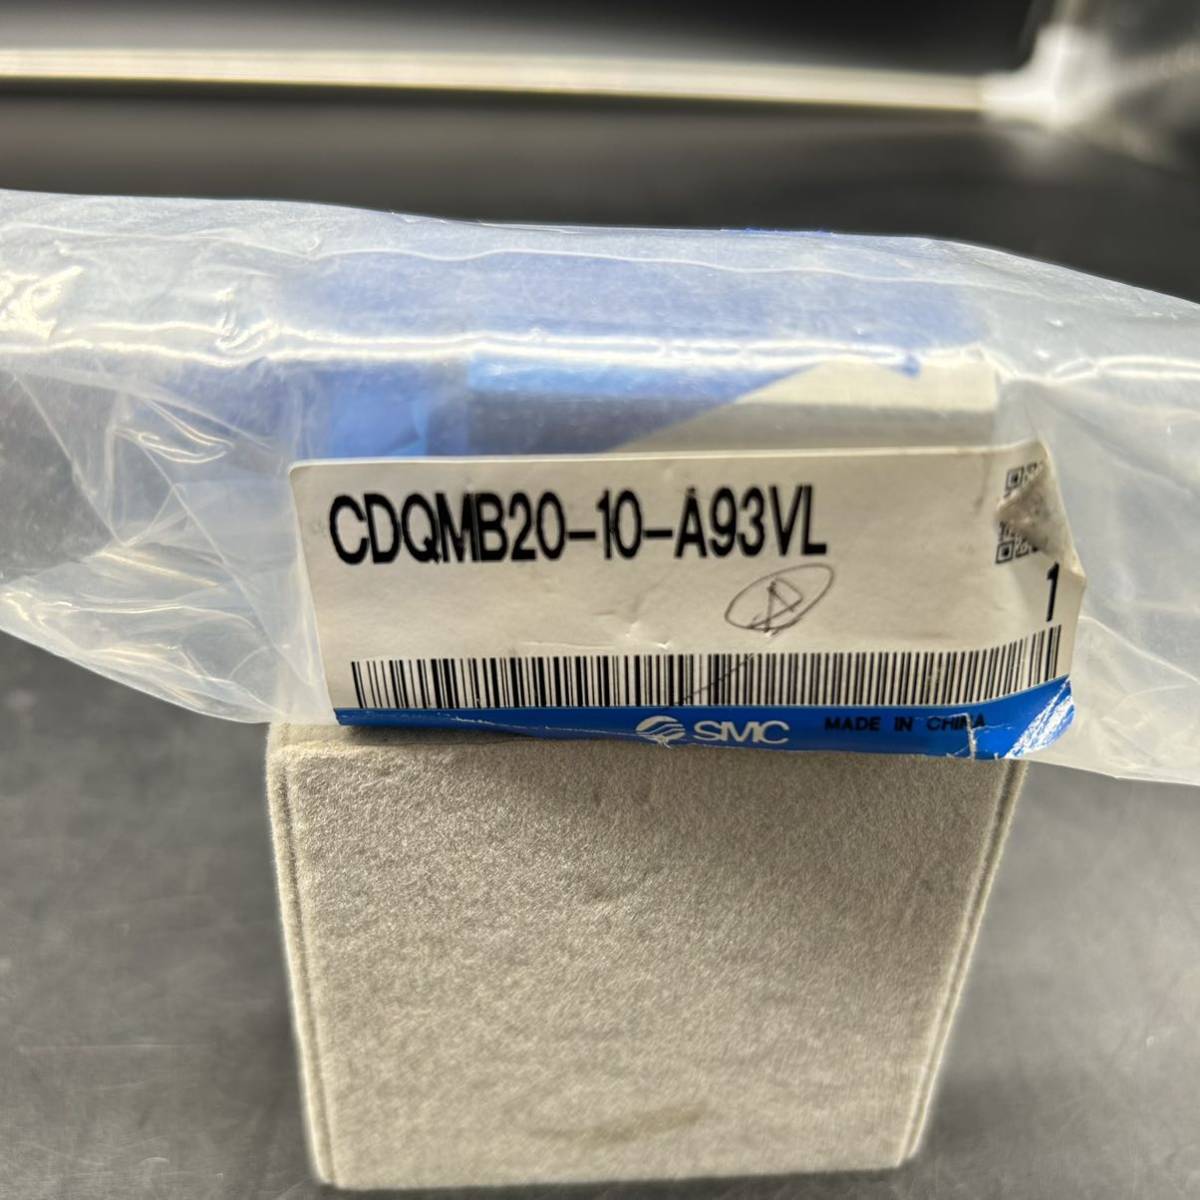 CDQMB20-10-A93VL
1
SMC MADE IN CHINA